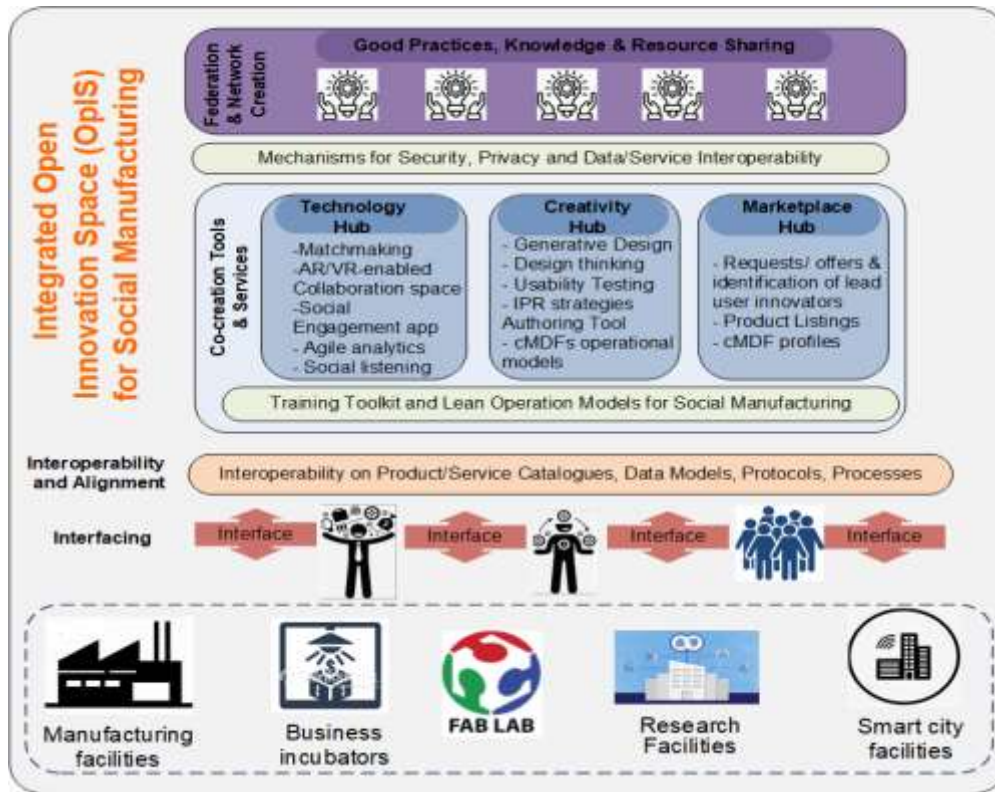 Integrated Open
Innovation Space (OpIS)
for Social Manufacturing
Federation
& Network
Creation
Good Practices, Knowledge & Resource Sharing
Mechanisms for Security, Privacy and Data/Service Interoperability
Co-creation Tools
& Services
Technology
Hub
-Matchmaking
-AR/VR-enabled
Collaboration space
-Social
Engagement app
- Agile analytics
- Social listening
Creativity
Hub
- Generative Design
- Design thinking
- Usability Testing
- IPR strategies
Authoring Tool
- cMDFs operational
models
Marketplace
Hub
- Requests/ offers &
identification of lead
user innovators
- Product Listings
- cMDF profiles
Training Toolkit and Lean Operation Models for Social Manufacturing
Interoperability
and Alignment
Interoperability on Product/Service Catalogues, Data Models, Protocols, Processes
Interfacing
Interface
Interface
Interface
Interface
Manufacturing
facilities
Business
incubators
FAB LAB
Research
Facilities
Smart city
facilities